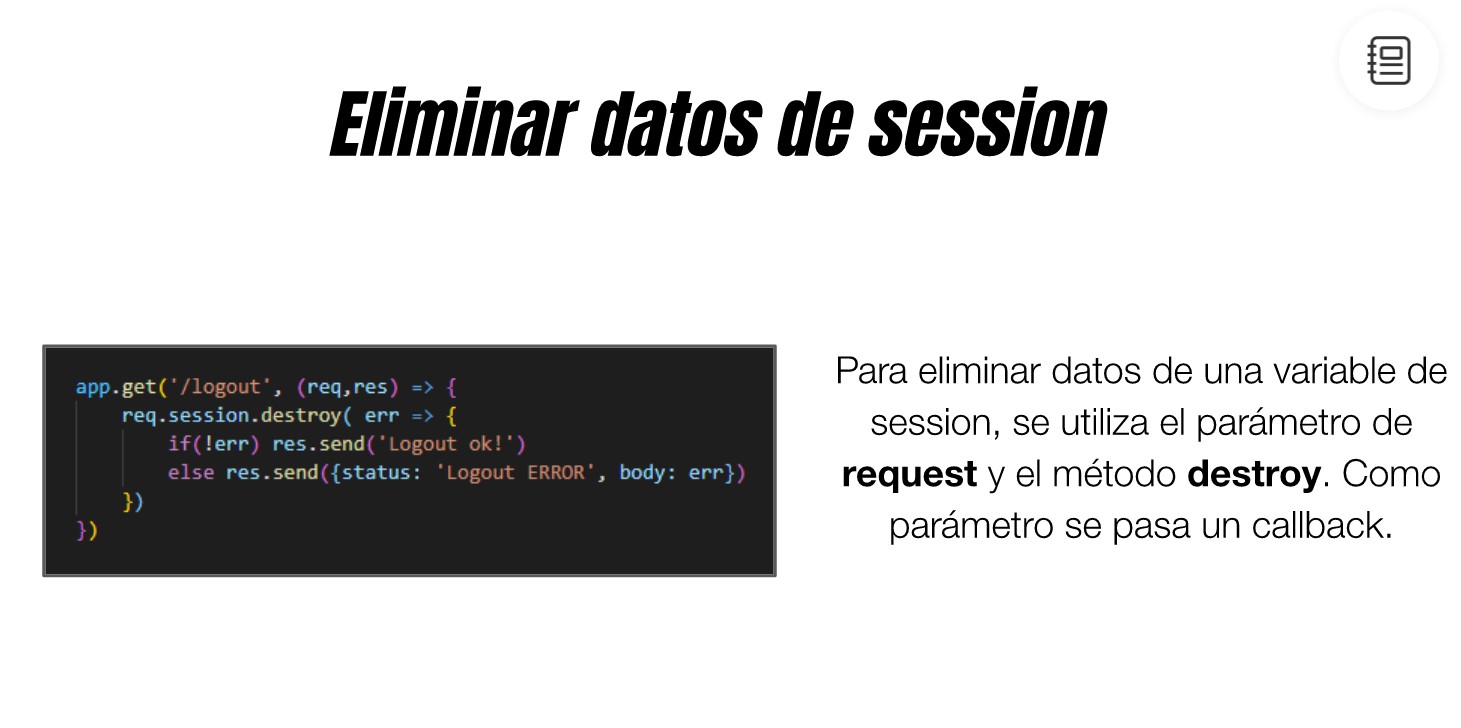 Eliminar datos de session
app.get('/logout', (req,res) => {
req.session.destroy( err => {
if(!err) res.send('Logout ok!')
else res.send({status: 'Logout ERROR', body: err})
})
})
Para eliminar datos de una variable de
session, se utiliza el parámetro de
request y el método destroy. Como
parámetro se pasa un callback.